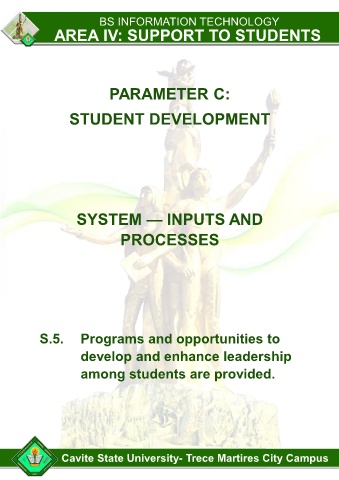 BS INFORMATION TECHNOLOGY
AREA IV: SUPPORT TO STUDENTS
PARAMETER C:
STUDENT DEVELOPMENT
SYSTEM — INPUTS AND
PROCESSES
S.5. Programs and opportunities to
develop and enhance leadership
among students are provided.
Cavite State University- Trece Martires City Campus